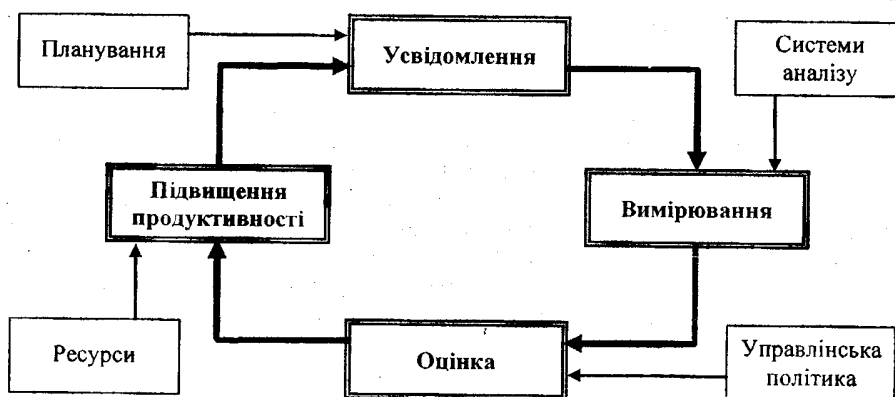 Планування
Усвідомлення
Системи
аналізу
Підвищення
продуктивності
Вимірювання
Ресурси
Оцінка
Управлінська
політика